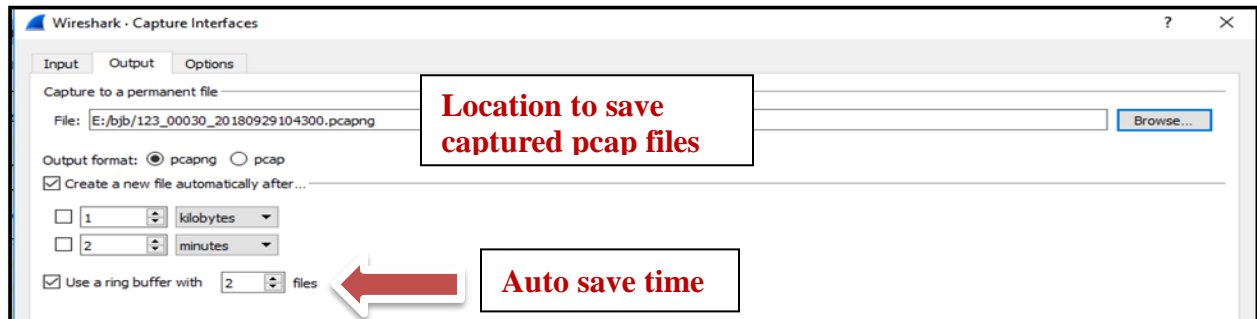 Wireshark · Capture Interfaces ?
Input Output Options
Capture to a permanent file
File: E:/bjb/123_00030_20180929104300.pcapng Browse...
Location to save
captured pcap files
Output format: pcapng pcap
Create a new file automatically after...
1 kilobytes
2 minutes
Use a ring buffer with 2 files
Auto save time